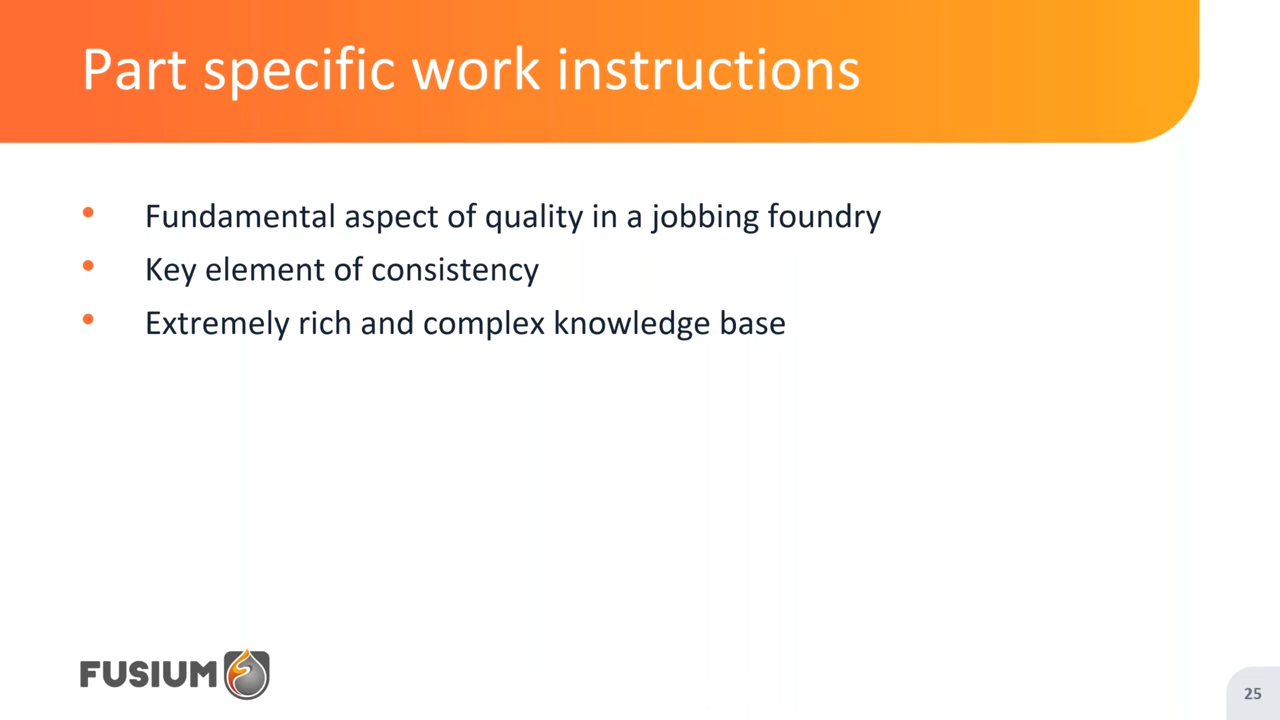 Part specific work instructions
• Fundamental aspect of quality in a jobbing foundry
• Key element of consistency
• Extremely rich and complex knowledge base
FUSIUM
25